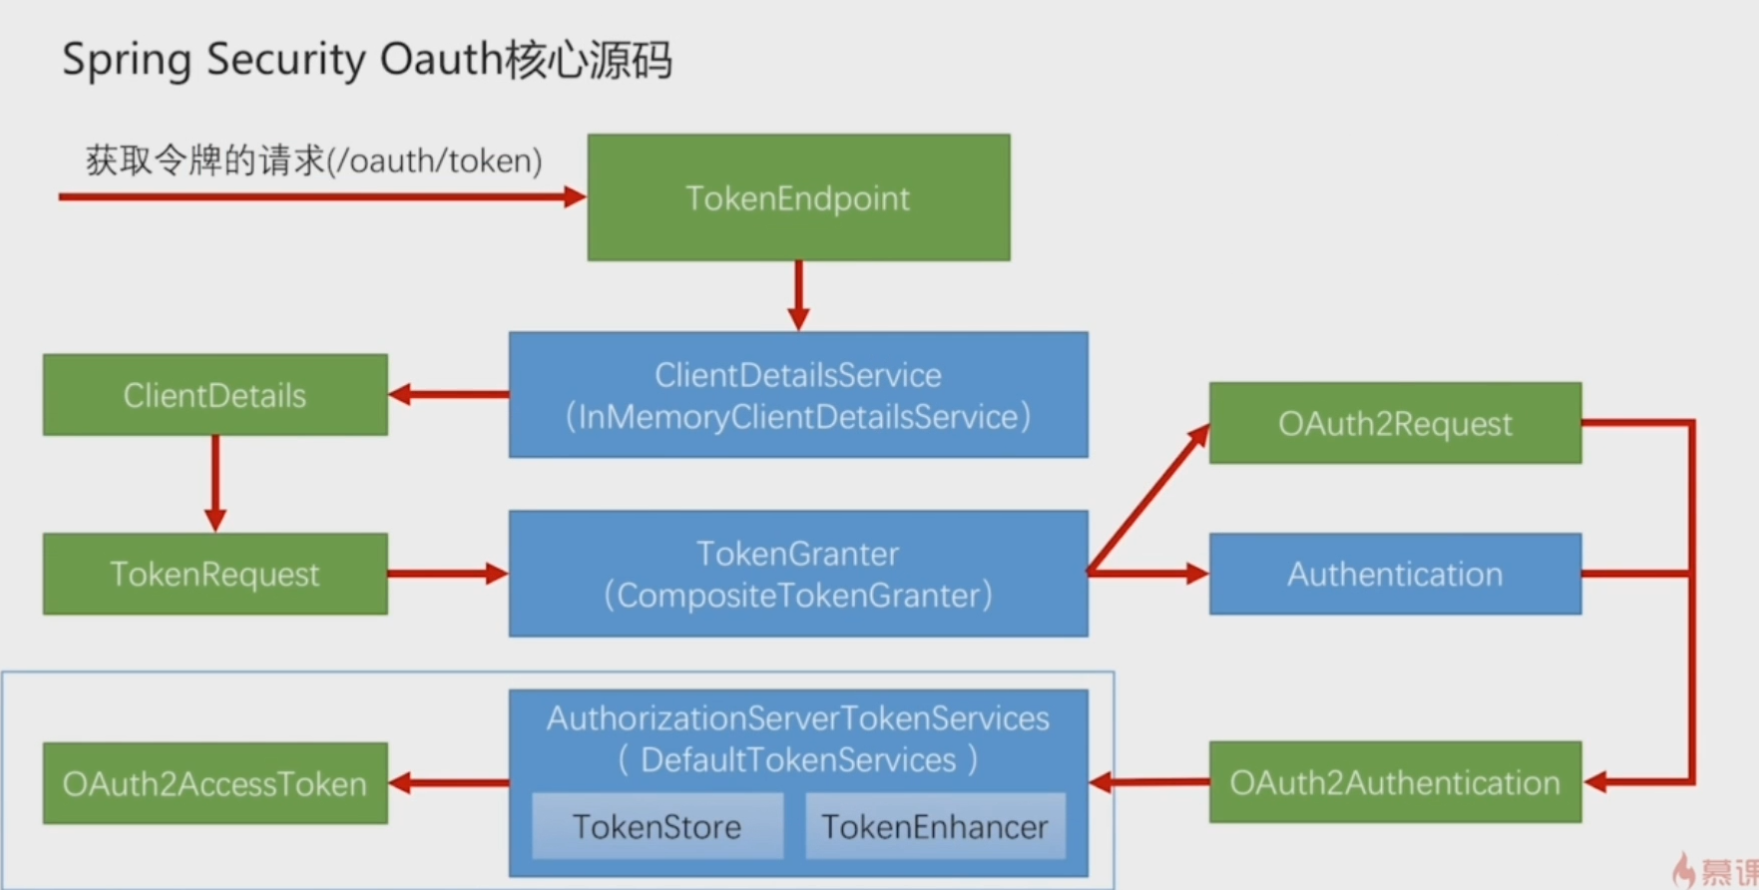 Spring Security Oauth核心源码
获取令牌的请求(/oauth/token)
TokenEndpoint
ClientDetails
ClientDetailsService
（InMemoryClientDetailsService）
OAuth2Request
TokenRequest
TokenGranter
（CompositeTokenGranter）
Authentication
OAuth2AccessToken
AuthorizationServerTokenServices
（ DefaultTokenServices ）
TokenStore
TokenEnhancer
OAuth2Authentication
慕课